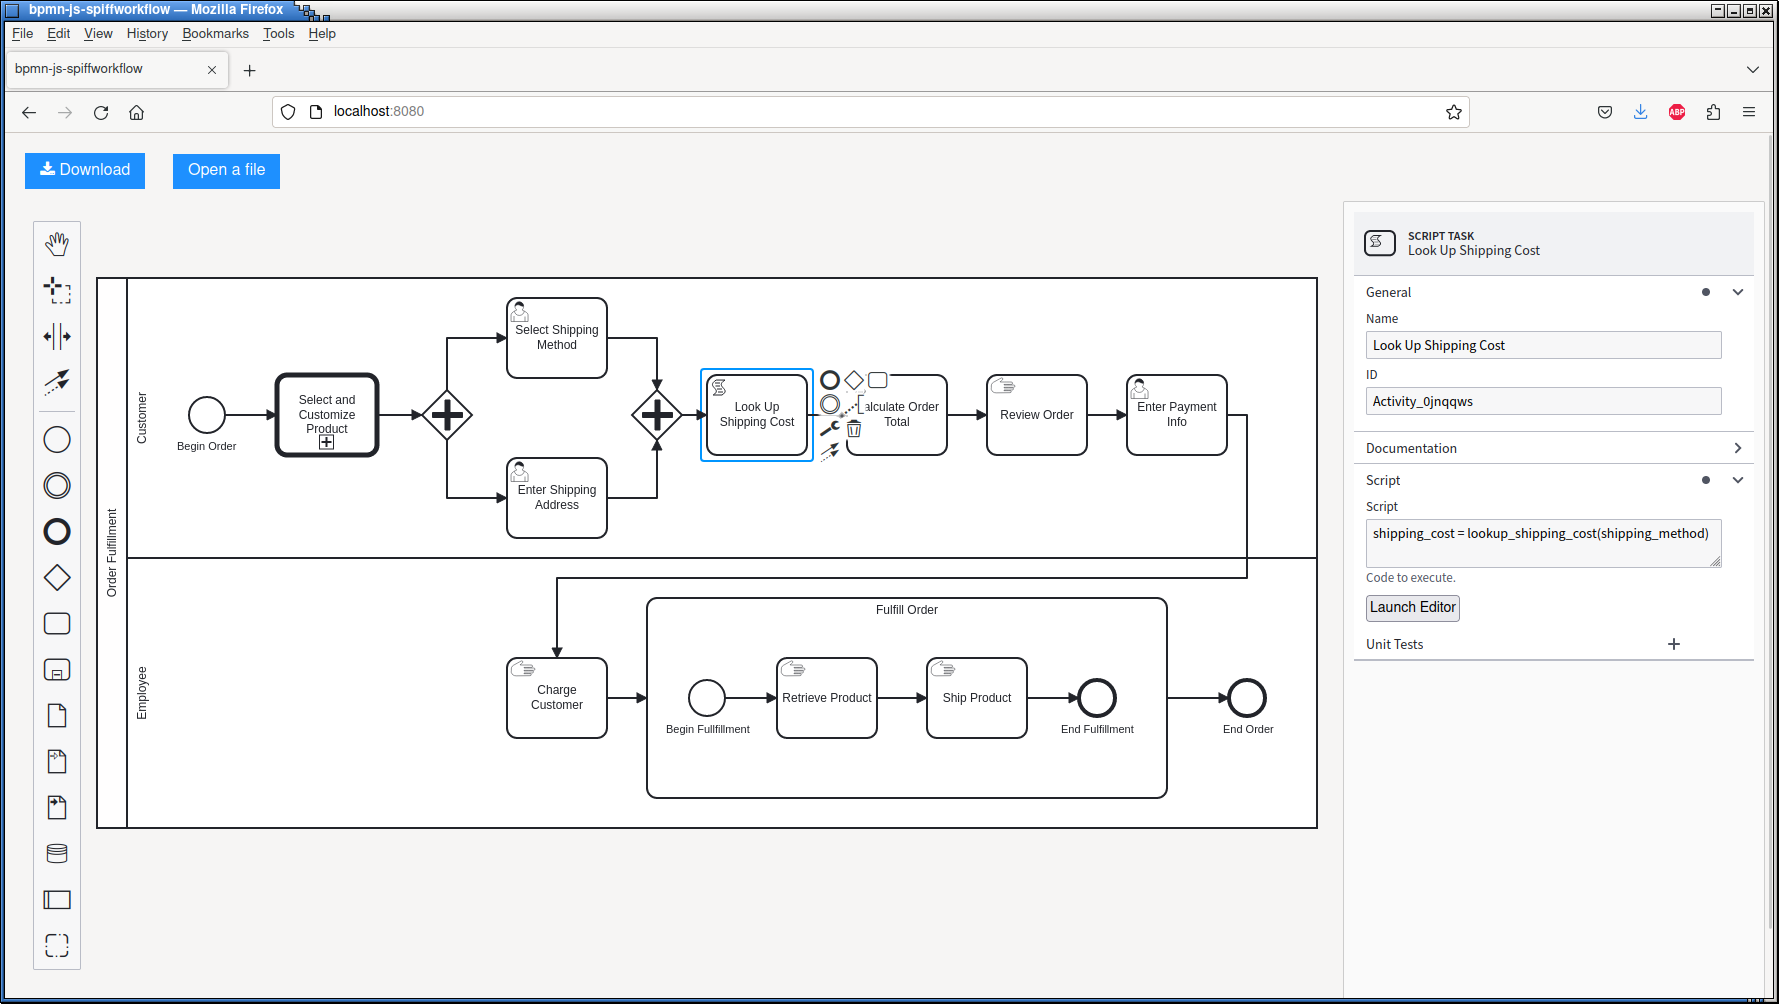 bpmn-js-spiffworkflow — Mozilla Firefox
File Edit View History Bookmarks Tools Help
bpmn-js-spiffworkflow
localhost:8080
ABP
Download
Open a file
Order Fulfillment
Customer
Begin Order
Select and
Customize
Product
Select Shipping
Method
Enter Shipping
Address
Look Up
Shipping Cost
alculate Order
Total
Review Order
Enter Payment
Info
Employee
Charge
Customer
Fulfill Order
Begin Fullfillment
Retrieve Product
Ship Product
End Fulfillment
End Order
SCRIPT TASK
Look Up Shipping Cost
General
Name
Look Up Shipping Cost
ID
Activity_0jnqqws
Documentation
Script
Script
shipping_cost = lookup_shipping_cost(shipping_method)
Code to execute.
Launch Editor
Unit Tests